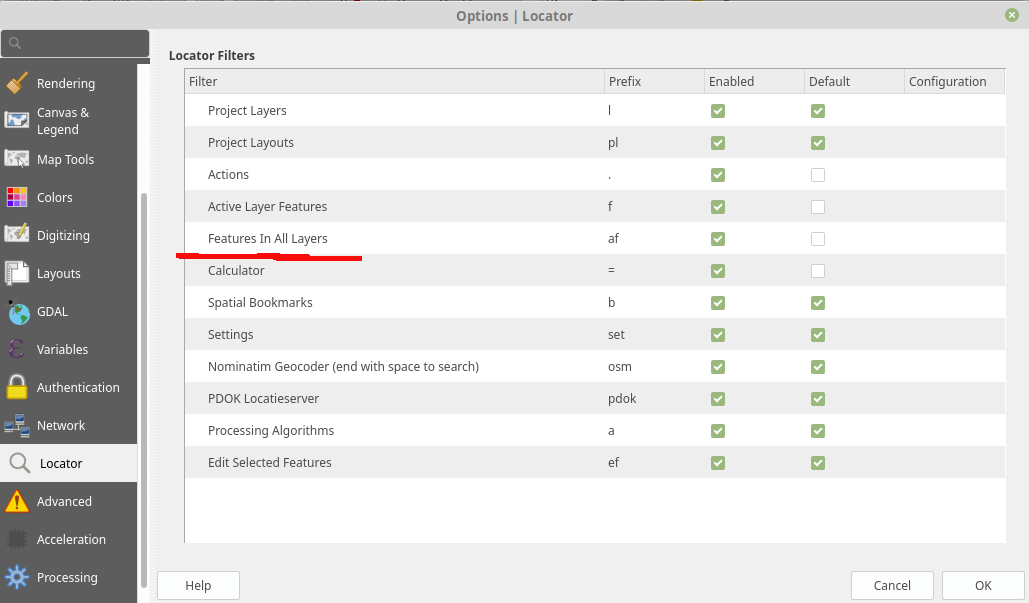 Options | Locator
Rendering
Canvas &
Legend
Map Tools
Colors
Digitizing
Layouts
GDAL
Variables
Authentication
Network
Locator
Advanced
Acceleration
Processing
Locator Filters
Filter Prefix Enabled Default Configuration
Project Layers l
Project Layouts pl
Actions .
Active Layer Features f
Features In All Layers af
Calculator =
Spatial Bookmarks b
Settings set
Nominatim Geocoder (end with space to search) osm
PDOK Locatieserver pdok
Processing Algorithms a
Edit Selected Features ef
Help Cancel OK